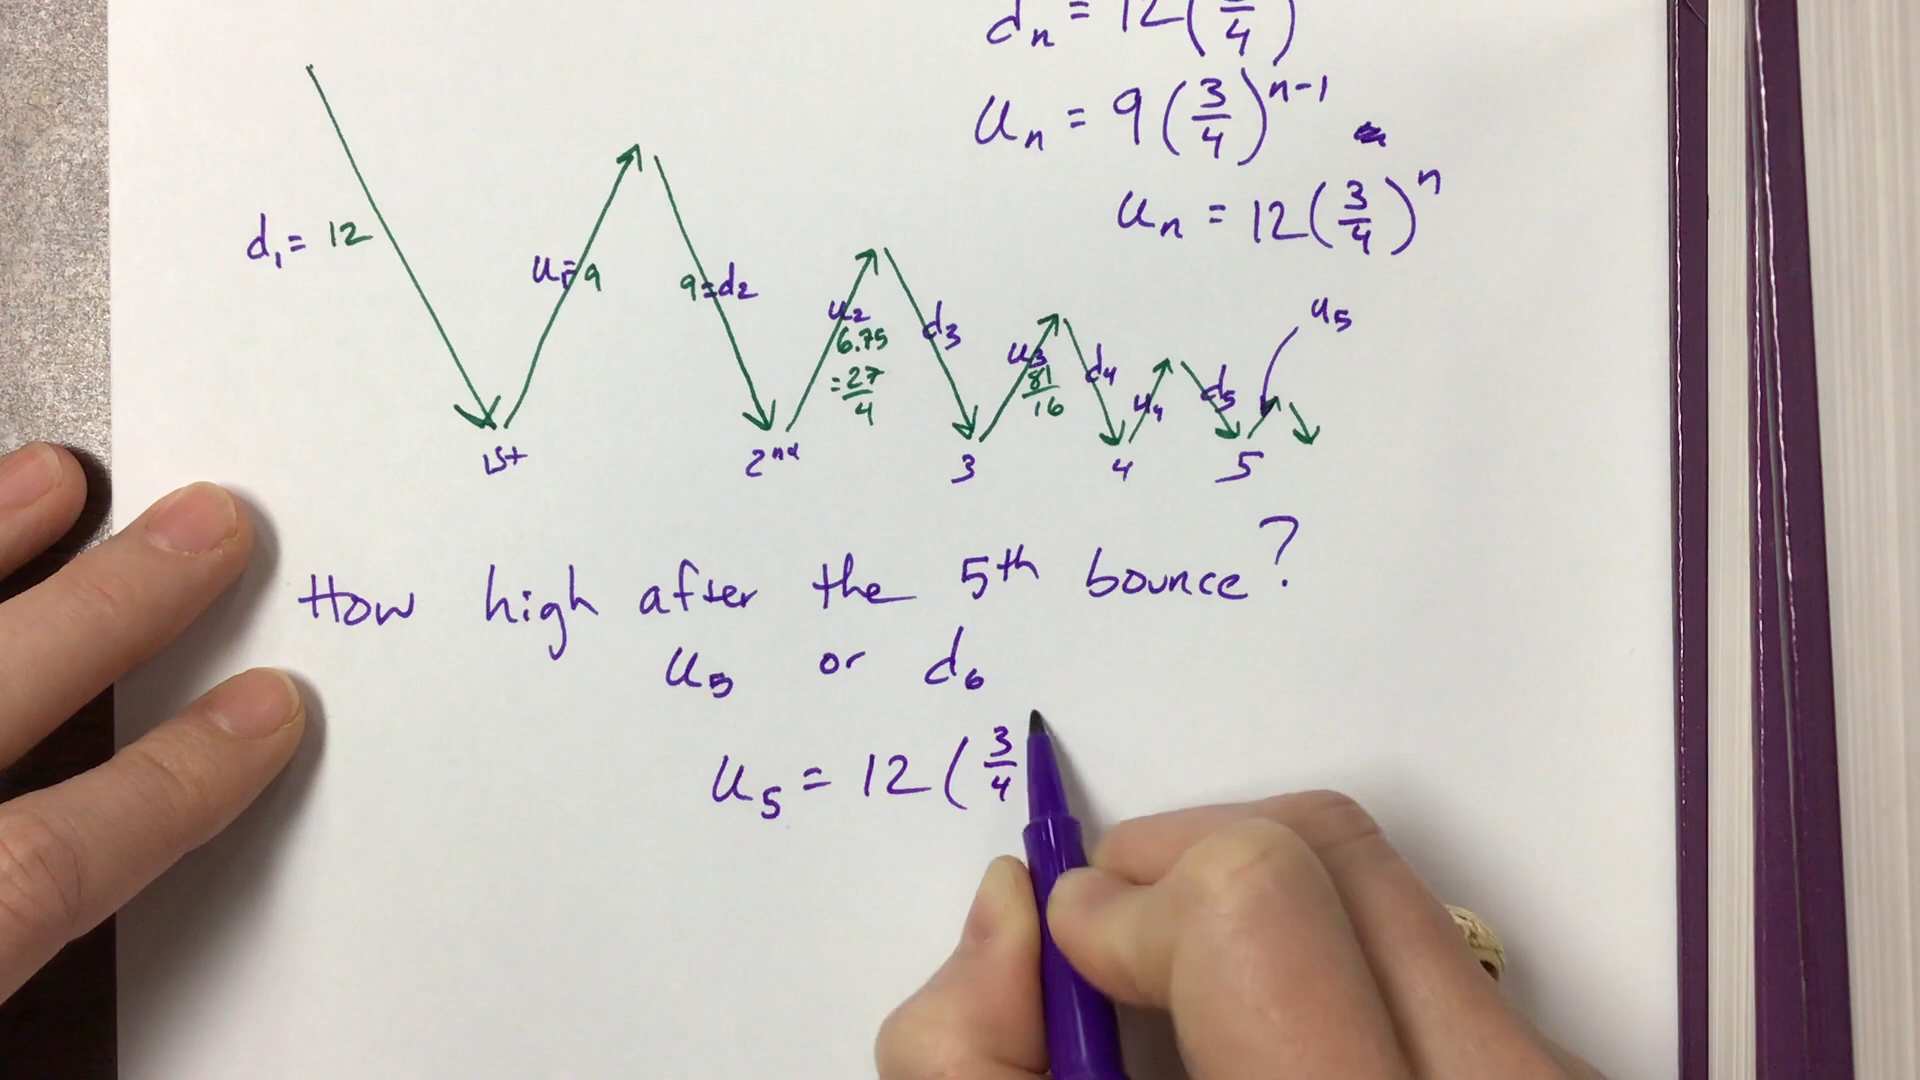 dₙ = 12(3/4)
uₙ = 9(3/4)ⁿ⁻¹
uₙ = 12(3/4)ⁿ
d₁ = 12
u₁ = 9
9 = d₂
u₂
6.75
= 27/4
d₃
u₃
81/16
d₄
u₄
d₅
u₅
1st
2nd
3
4
5
How high after the 5th bounce?
u₅ or d₆
u₅ = 12(3/4